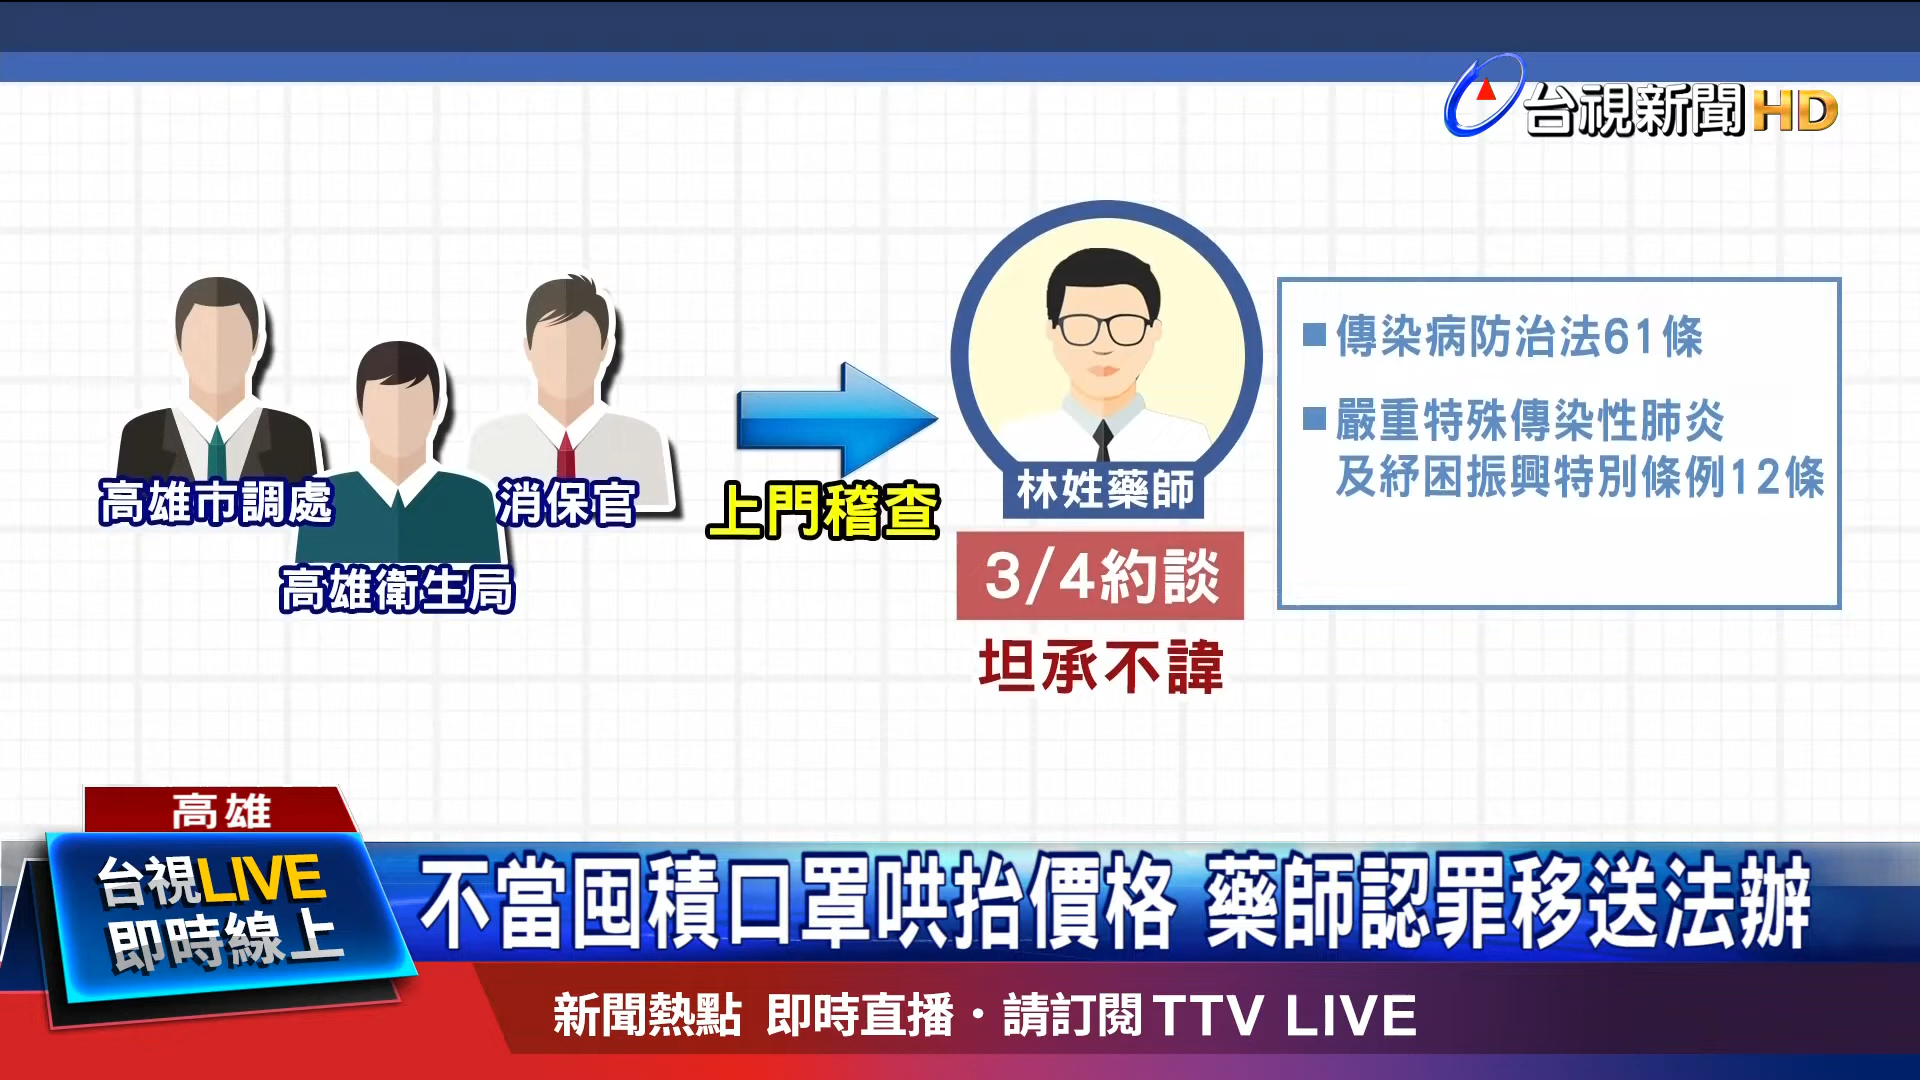 台視新聞HD
高雄市調處
消保官
高雄衛生局
上門稽查
林姓藥師
3/4約談
坦承不諱
傳染病防治法61條
嚴重特殊傳染性肺炎
及紓困振興特別條例12條
高雄
台視LIVE
即時線上
不當囤積口罩哄抬價格 藥師認罪移送法辦
新聞熱點 即時直播・請訂閱TTV LIVE